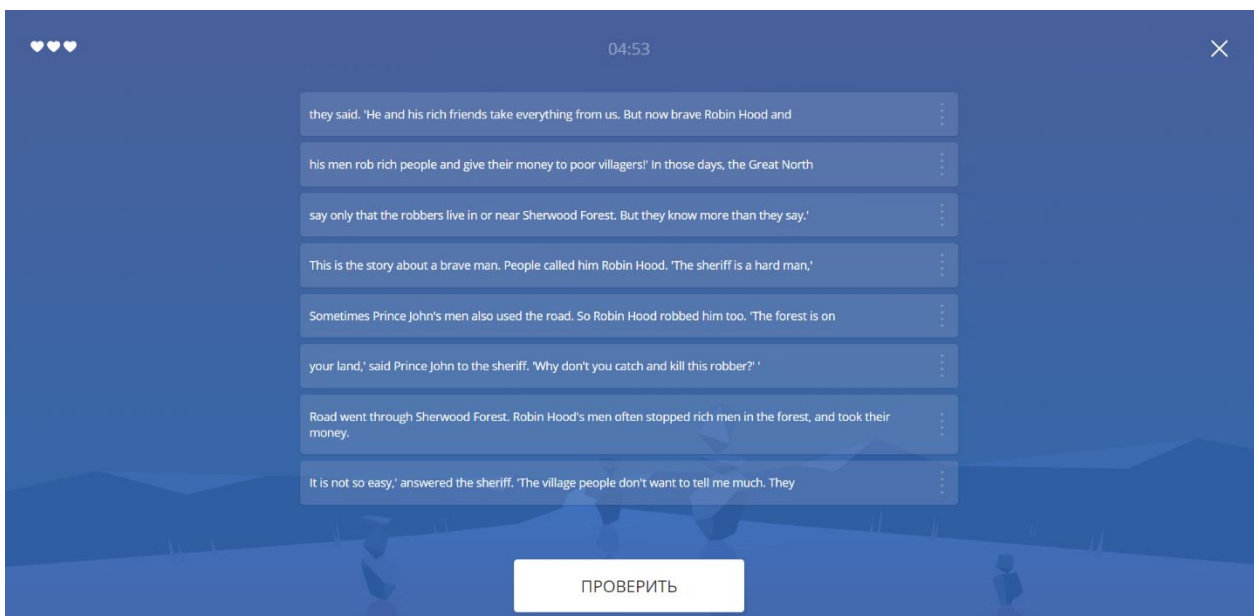 04:53
they said. 'He and his rich friends take everything from us. But now brave Robin Hood and
his men rob rich people and give their money to poor villagers!' In those days, the Great North
say only that the robbers live in or near Sherwood Forest. But they know more than they say.'
This is the story about a brave man. People called him Robin Hood. 'The sheriff is a hard man,'
Sometimes Prince John's men also used the road. So Robin Hood robbed him too. 'The forest is on
your land,' said Prince John to the sheriff. 'Why don't you catch and kill this robber?' '
Road went through Sherwood Forest. Robin Hood's men often stopped rich men in the forest, and took their
money.
It is not so easy,' answered the sheriff. 'The village people don't want to tell me much. They
ПРОВЕРИТЬ